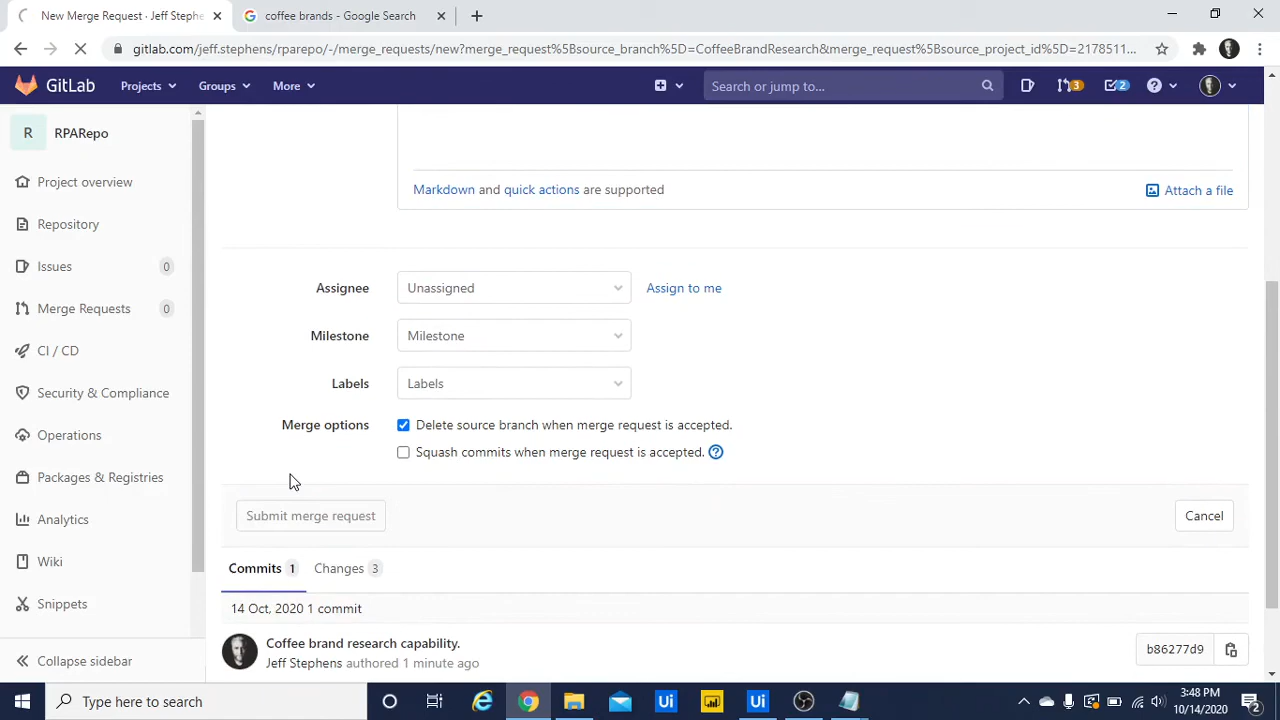 New Merge Request · Jeff Stephe
coffee brands - Google Search
gitlab.com/jeff.stephens/rparepo/-/merge_requests/new?merge_request%5Bsource_branch%5D=CoffeeBrandResearch&merge_request%5Bsource_project_id%5D=2178511...
GitLab
Projects
Groups
More
Search or jump to...
3
2
R
RPARepo
Project overview
Repository
Issues 0
Merge Requests 0
CI / CD
Security & Compliance
Operations
Packages & Registries
Analytics
Wiki
Snippets
Collapse sidebar
Markdown and quick actions are supported
Attach a file
Assignee
Unassigned
Assign to me
Milestone
Milestone
Labels
Labels
Merge options
Delete source branch when merge request is accepted.
Squash commits when merge request is accepted.
Submit merge request
Cancel
Commits 1
Changes 3
14 Oct, 2020 1 commit
Coffee brand research capability.
Jeff Stephens authored 1 minute ago
b86277d9
Type here to search
Ui
Ui
3:48 PM
10/14/2020
2